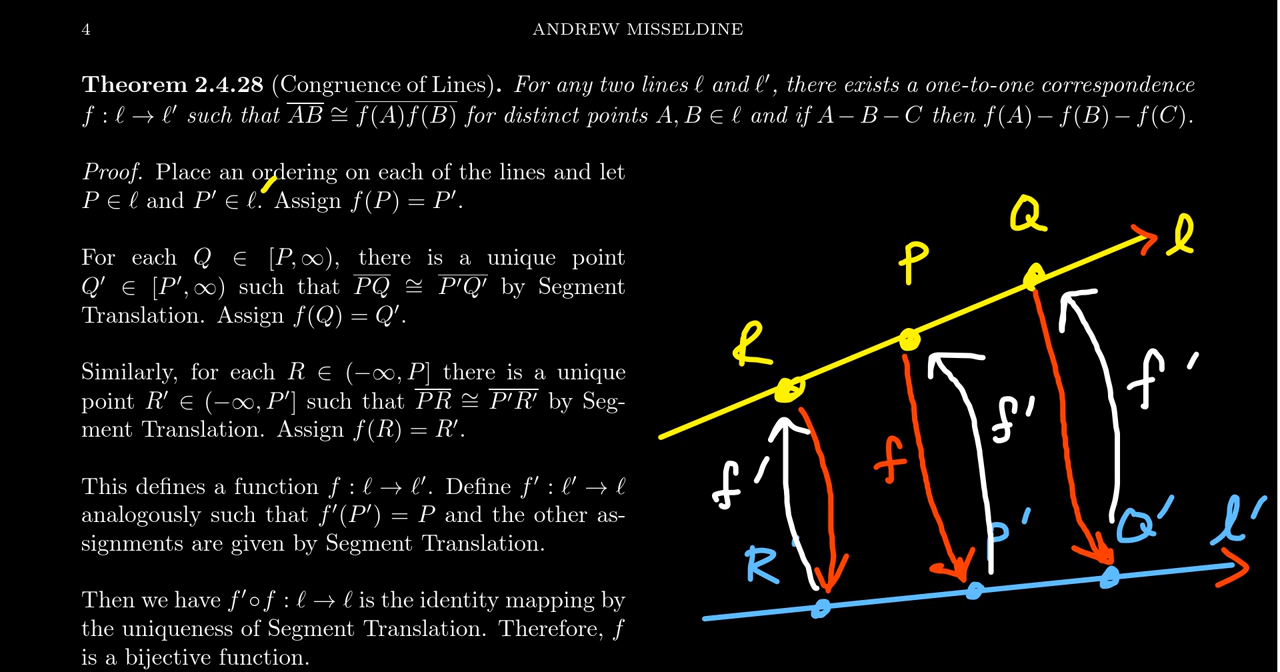 4
ANDREW MISSELDINE
Theorem 2.4.28 (Congruence of Lines). For any two lines ℓ and ℓ′, there exists a one-to-one correspondence
f : ℓ → ℓ′ such that A̅B̅ ≅ f̅(̅A̅)̅f̅(̅B̅)̅ for distinct points A, B ∈ ℓ and if A − B − C then f(A) − f(B) − f(C).
Proof. Place an ordering on each of the lines and let
P ∈ ℓ and P′ ∈ ℓ. Assign f(P) = P′.
For each Q ∈ [P, ∞), there is a unique point
Q′ ∈ [P′, ∞) such that P̅Q̅ ≅ P̅′̅Q̅′̅ by Segment
Translation. Assign f(Q) = Q′.
Similarly, for each R ∈ (−∞, P] there is a unique
point R′ ∈ (−∞, P′] such that P̅R̅ ≅ P̅′̅R̅′̅ by Seg-
ment Translation. Assign f(R) = R′.
This defines a function f : ℓ → ℓ′. Define f′ : ℓ′ → ℓ
analogously such that f′(P′) = P and the other as-
signments are given by Segment Translation.
Then we have f′ ∘ f : ℓ → ℓ is the identity mapping by
the uniqueness of Segment Translation. Therefore, f
is a bijective function.
Q
ℓ
P
R
f′
f′
f
f′
P′
Q′
ℓ′
R′